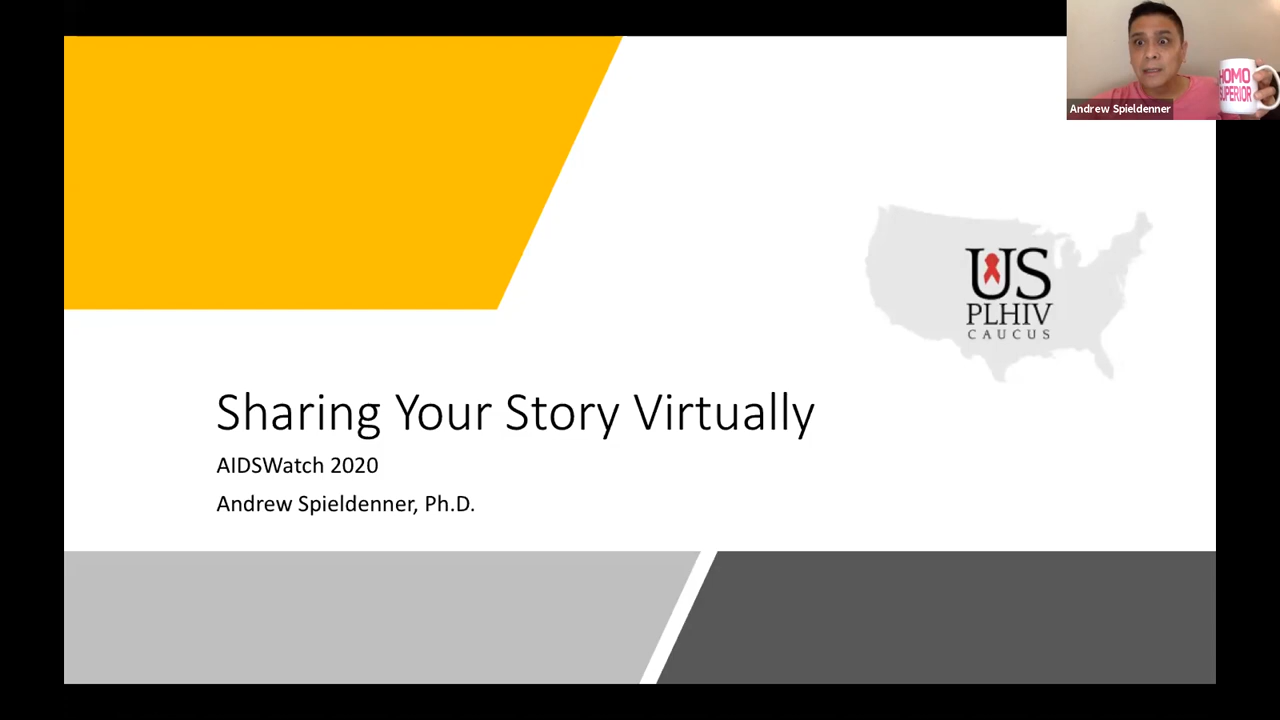 HOMO
SUPERIOR
Andrew Spieldenner
US
PLHIV
CAUCUS
Sharing Your Story Virtually
AIDSWatch 2020
Andrew Spieldenner, Ph.D.